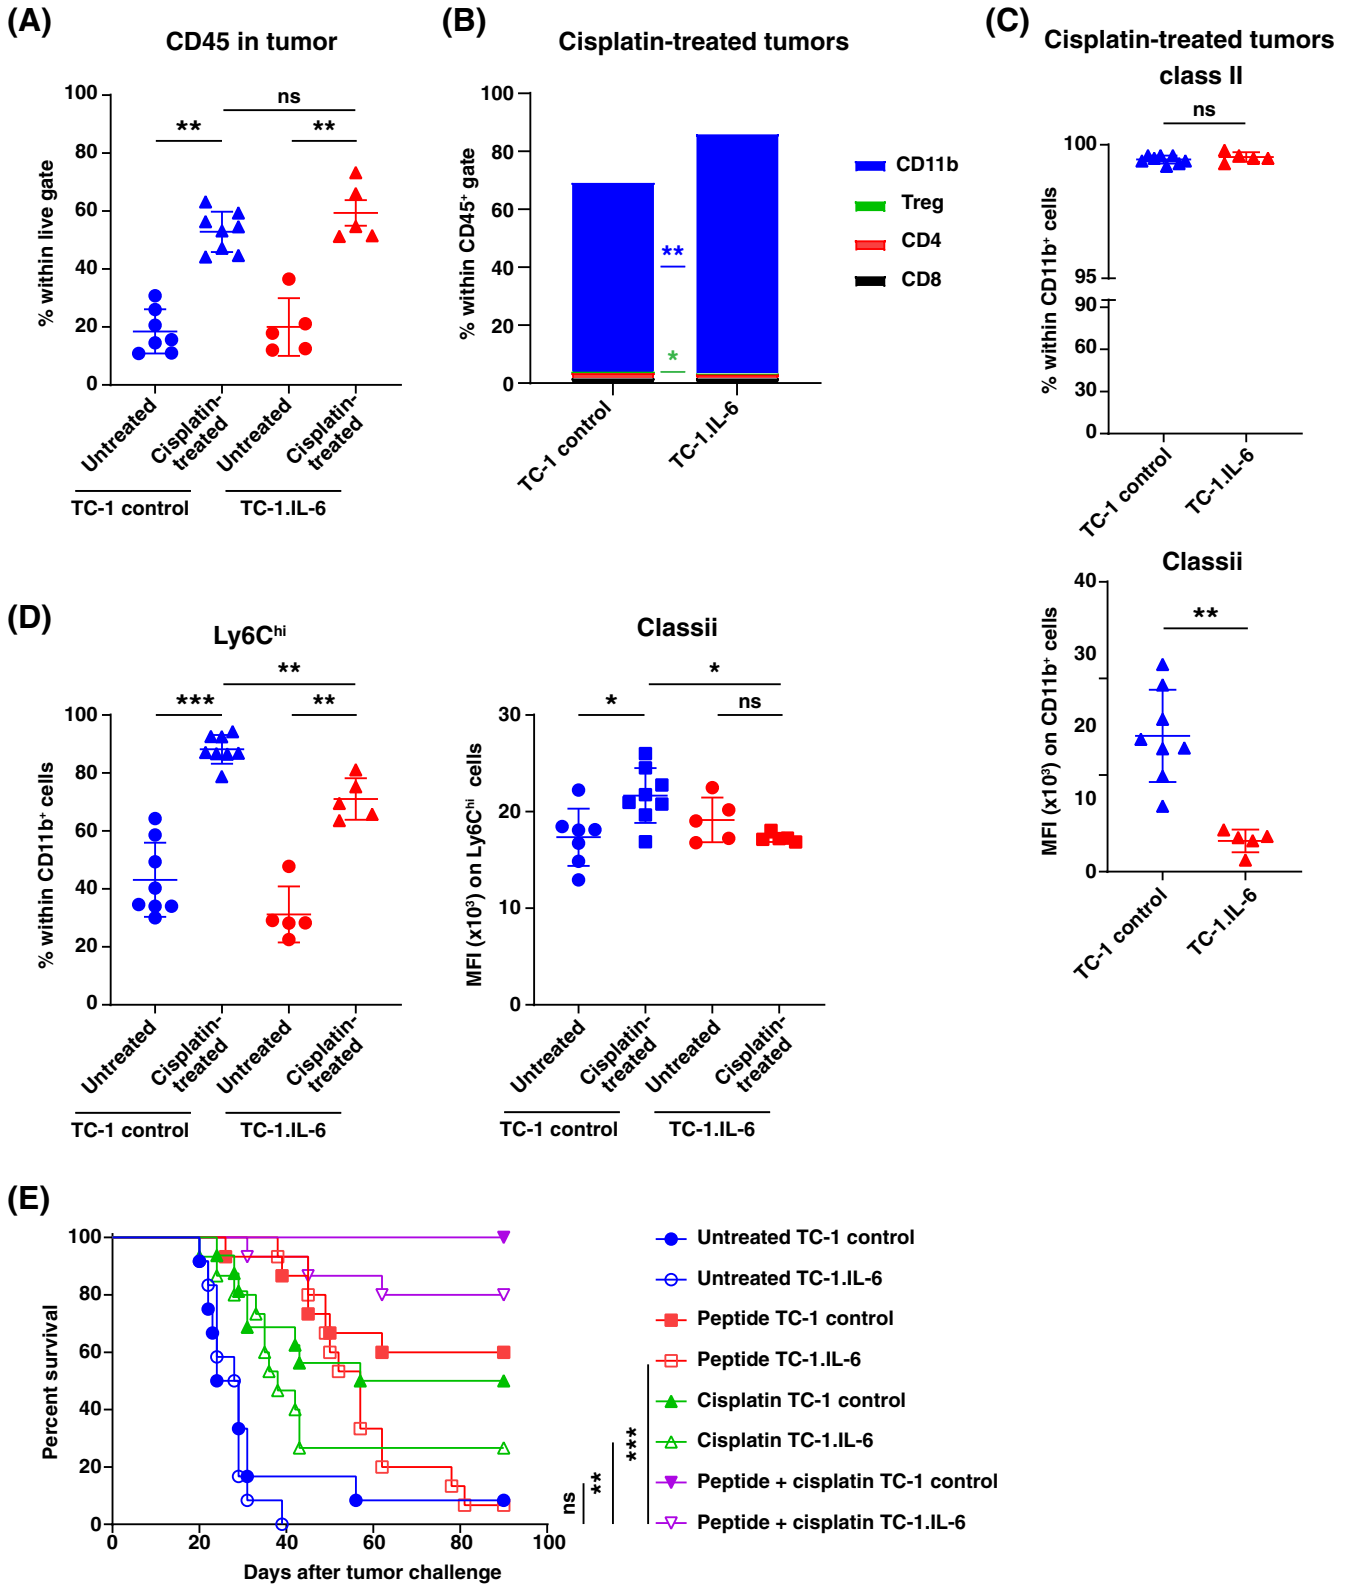 (A)
CD45 in tumor
% within live gate
100
80
60
40
20
0
**
ns
**
Untreated
Cisplatin-
treated
Untreated
Cisplatin-
treated
TC-1 control
TC-1.IL-6
(B)
Cisplatin-treated tumors
% within CD45+ gate
100
80
60
40
20
0
**
*
TC-1 control
TC-1.IL-6
CD11b
Treg
CD4
CD8
(C)
Cisplatin-treated tumors
class II
ns
% within CD11b+ cells
100
95
90
60
30
0
TC-1 control
TC-1.IL-6
Classii
**
MFI (x10³) on CD11b+ cells
40
30
20
10
0
TC-1 control
TC-1.IL-6
(D)
Ly6Chi
**
***
**
% within CD11b+ cells
100
80
60
40
20
0
Untreated
Cisplatin-
treated
Untreated
Cisplatin-
treated
TC-1 control
TC-1.IL-6
Classii
*
*
ns
MFI (x10³) on Ly6Chi cells
30
20
10
0
Untreated
Cisplatin-
treated
Untreated
Cisplatin-
treated
TC-1 control
TC-1.IL-6
(E)
Percent survival
100
80
60
40
20
0
0
20
40
60
80
100
Days after tumor challenge
ns
**
***
Untreated TC-1 control
Untreated TC-1.IL-6
Peptide TC-1 control
Peptide TC-1.IL-6
Cisplatin TC-1 control
Cisplatin TC-1.IL-6
Peptide + cisplatin TC-1 control
Peptide + cisplatin TC-1.IL-6